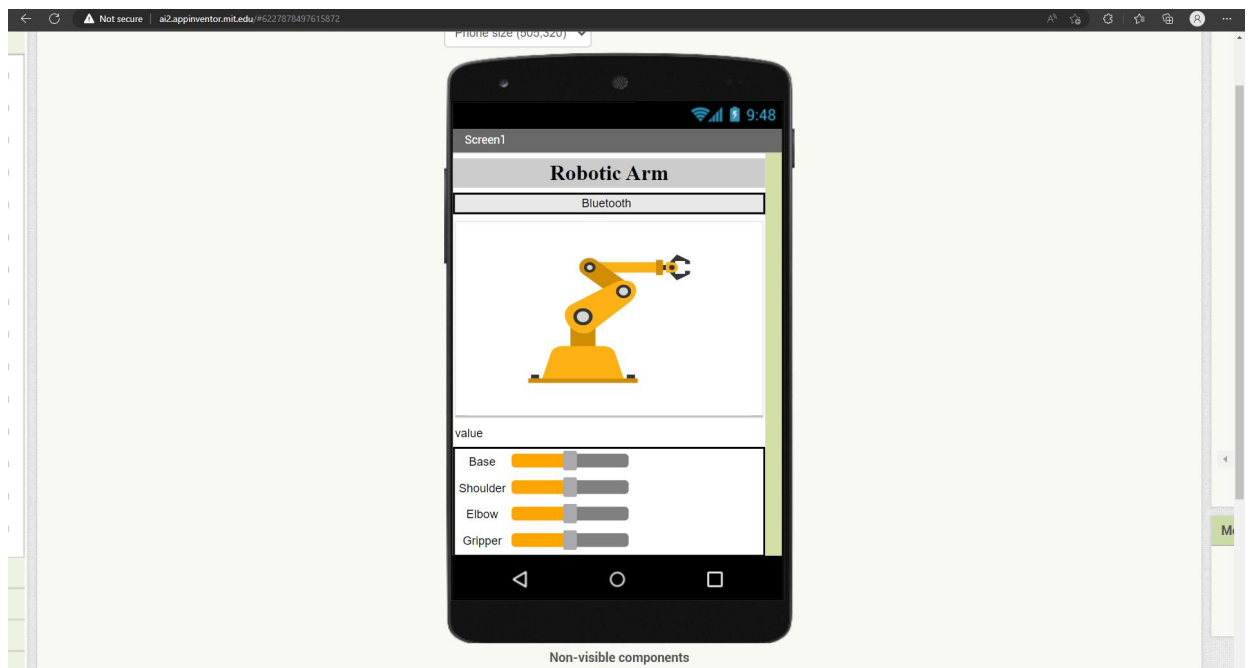 Not secure | ai2.appinventor.mit.edu/#6227878497615872
Phone size (505,320)
9:48
Screen1
Robotic Arm
Bluetooth
value
Base
Shoulder
Elbow
Gripper
Non-visible components